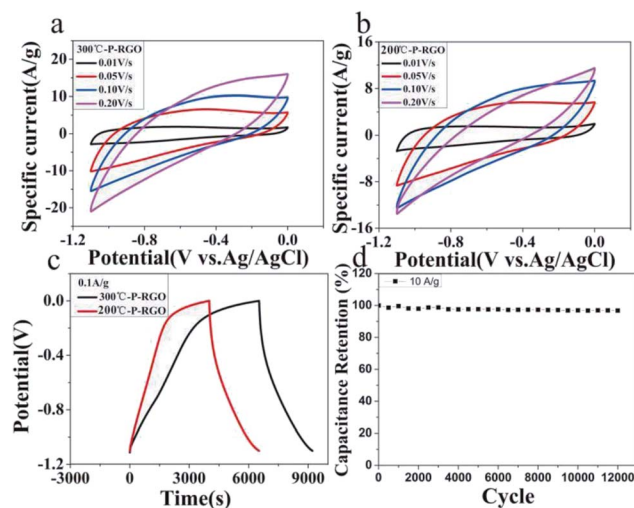 a
300℃-P-RGO
0.01V/s
0.05V/s
0.10V/s
0.20V/s
Specific current(A/g)
20
10
0
-10
-20
-1.2
-0.8
-0.4
0.0
Potential(V vs.Ag/AgCl)
b
200℃-P-RGO
0.01V/s
0.05V/s
0.10V/s
0.20V/s
Specific current(A/g)
16
8
0
-8
-16
-1.2
-0.8
-0.4
0.0
Potential(V vs.Ag/AgCl)
c
0.1A/g
300℃-P-RGO
200℃-P-RGO
Potential(V)
0.0
-0.4
-0.8
-1.2
-3000
0
3000
6000
9000
Time(s)
d
10 A/g
Capacitance Retention (%)
120
100
80
60
40
20
0
0
2000
4000
6000
8000
10000
12000
Cycle